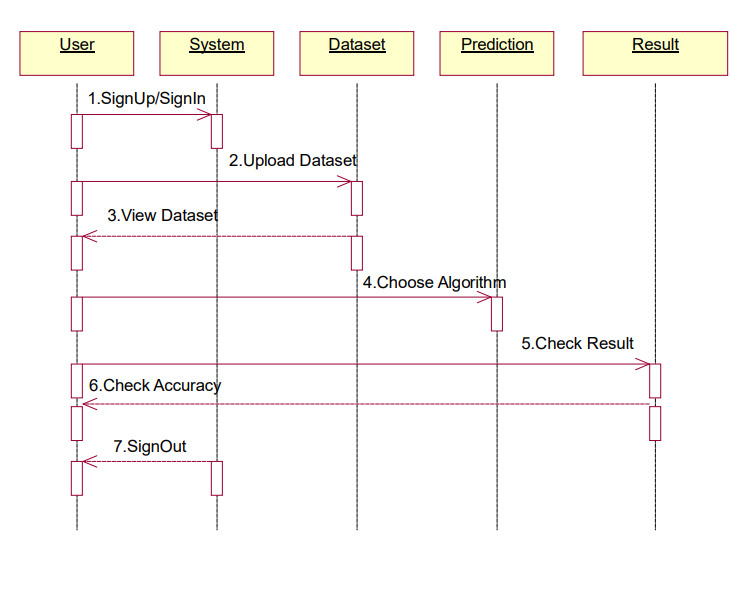 User
System
Dataset
Prediction
Result
1.SignUp/SignIn
2.Upload Dataset
3.View Dataset
4.Choose Algorithm
5.Check Result
6.Check Accuracy
7.SignOut